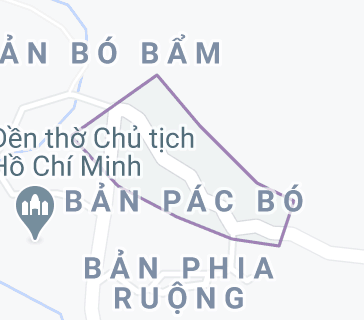 ẢN BÓ BẨM
Đền thờ Chủ tịch
Hồ Chí Minh
BẢN PÁC BÓ
BẢN PHIA
RUỘNG